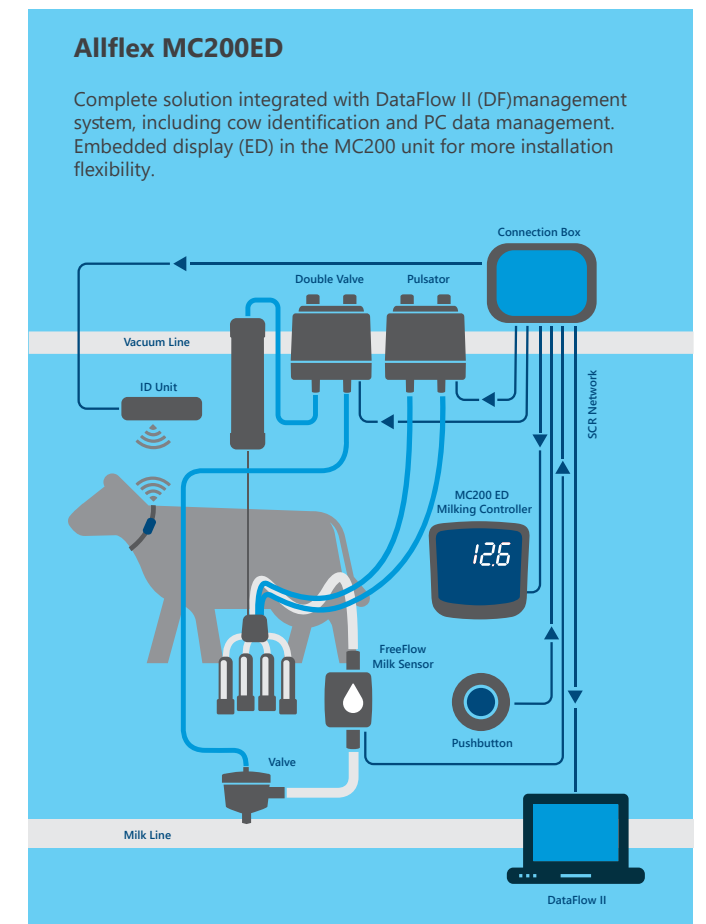 Allflex MC200ED
Complete solution integrated with DataFlow II (DF)management
system, including cow identification and PC data management.
Embedded display (ED) in the MC200 unit for more installation
flexibility.
Connection Box
Double Valve
Pulsator
Vacuum Line
ID Unit
SCR Network
MC200 ED
Milking Controller
12.6
FreeFlow
Milk Sensor
Pushbutton
Valve
Milk Line
DataFlow II